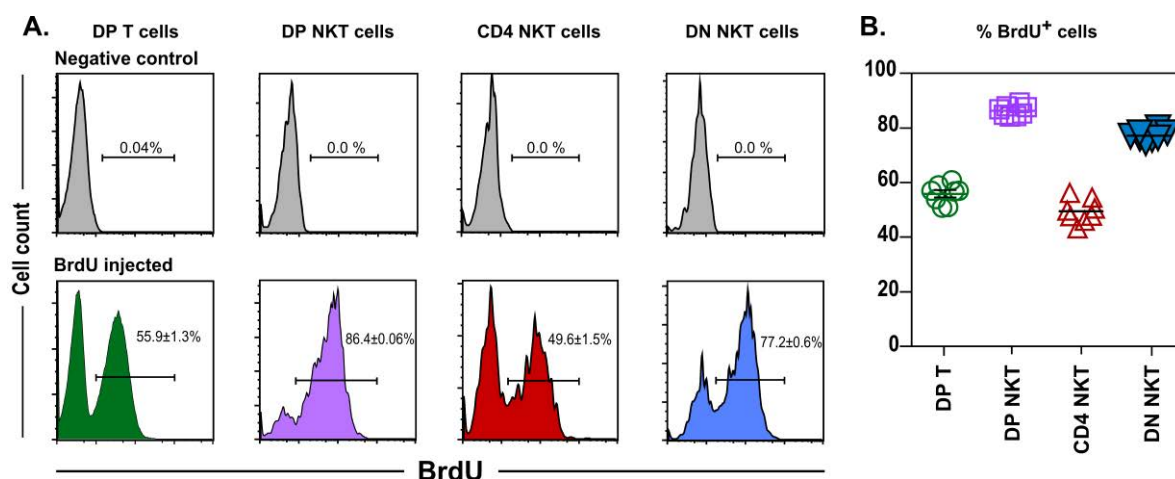 A.
DP T cells
DP NKT cells
CD4 NKT cells
DN NKT cells
Negative control
0.04%
0.0 %
0.0 %
0.0 %
Cell count
BrdU injected
55.9±1.3%
86.4±0.06%
49.6±1.5%
77.2±0.6%
BrdU
B.
% BrdU⁺ cells
100
80
60
40
20
0
DP T
DP NKT
CD4 NKT
DN NKT